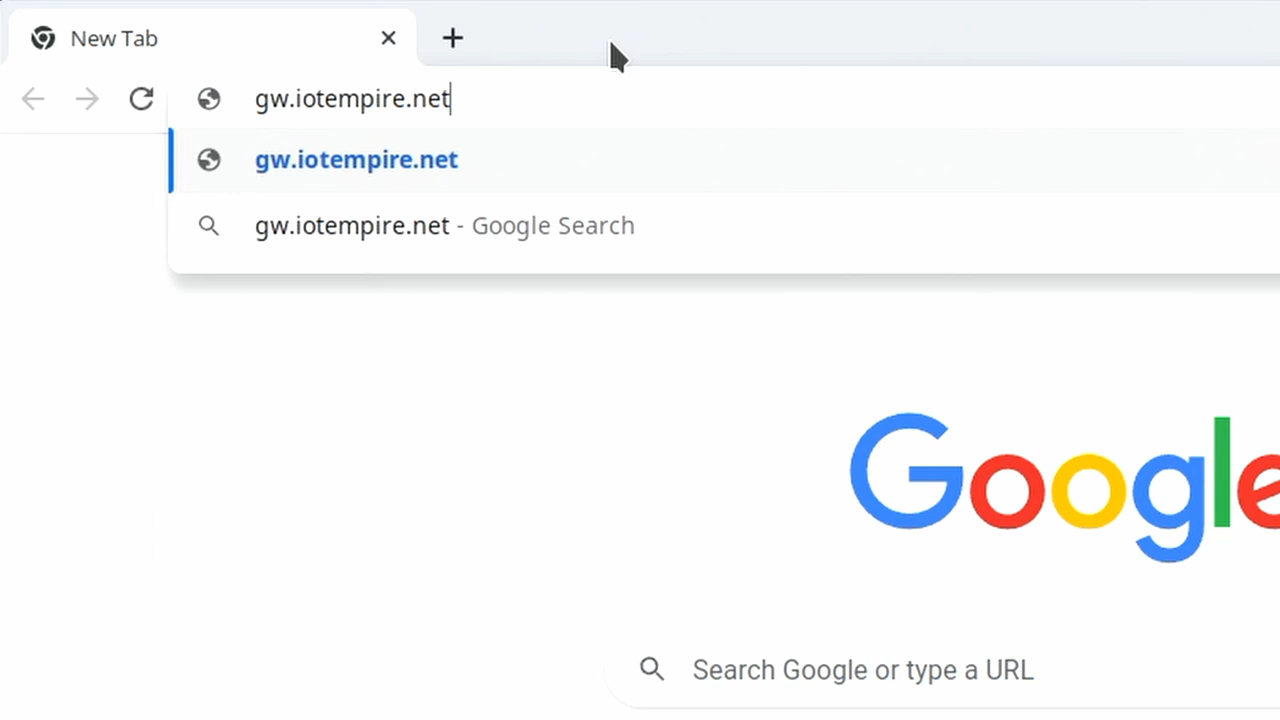 New Tab
gw.iotempire.net
gw.iotempire.net
gw.iotempire.net - Google Search
Google
Search Google or type a URL